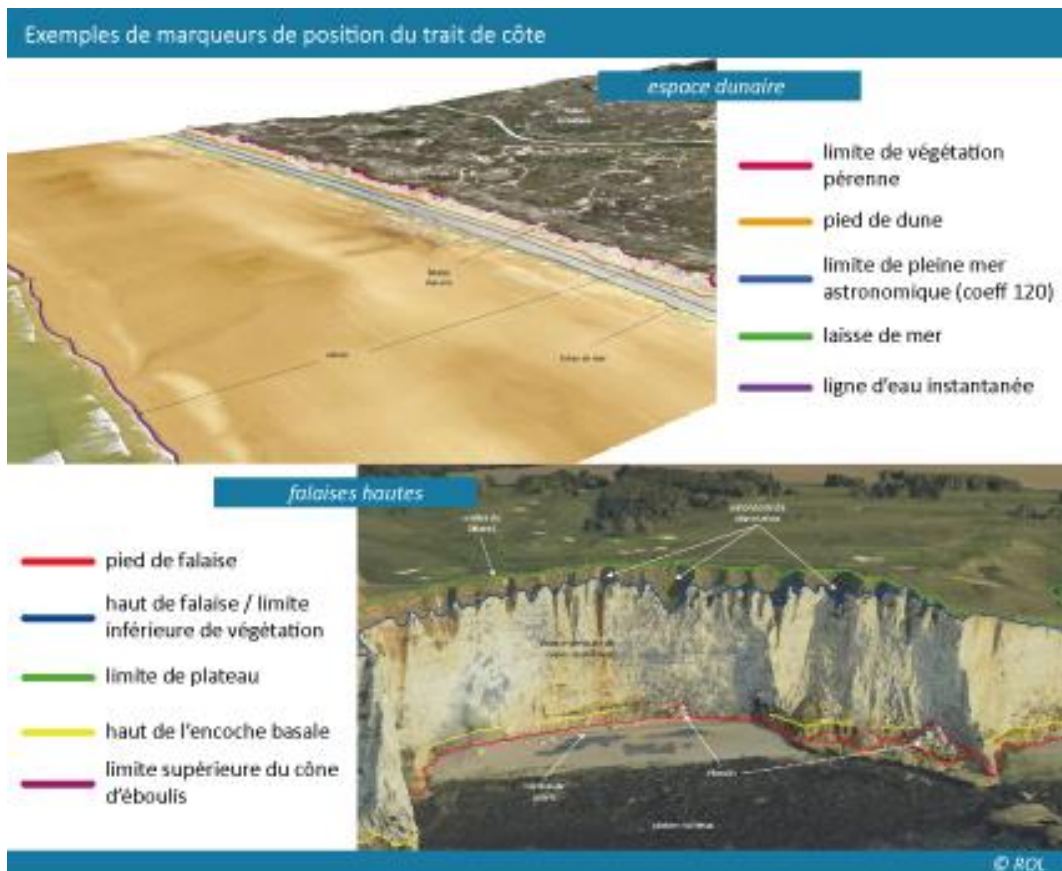 Exemples de marqueurs de position du trait de côte
espace dunaire
limite de végétation
pérenne
pied de dune
limite de pleine mer
astronomique (coeff 120)
laisse de mer
ligne d'eau instantanée
falaises hautes
pied de falaise
haut de falaise / limite
inférieure de végétation
limite de plateau
haut de l'encoche basale
limite supérieure du cône
d'éboulis
© ROL